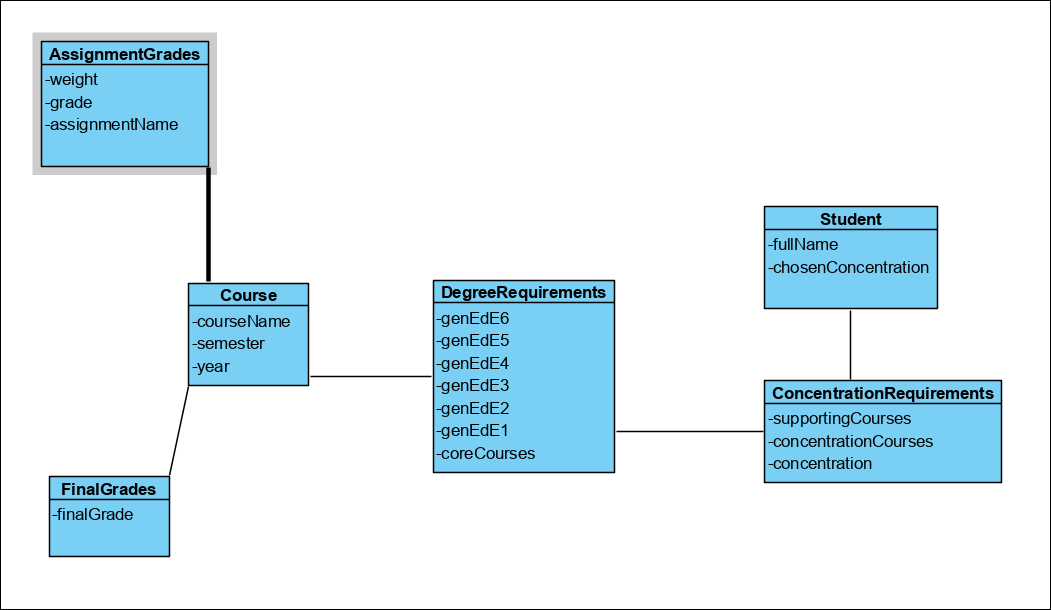 AssignmentGrades
-weight
-grade
-assignmentName
Student
-fullName
-chosenConcentration
Course
-courseName
-semester
-year
DegreeRequirements
-genEdE6
-genEdE5
-genEdE4
-genEdE3
-genEdE2
-genEdE1
-coreCourses
ConcentrationRequirements
-supportingCourses
-concentrationCourses
-concentration
FinalGrades
-finalGrade